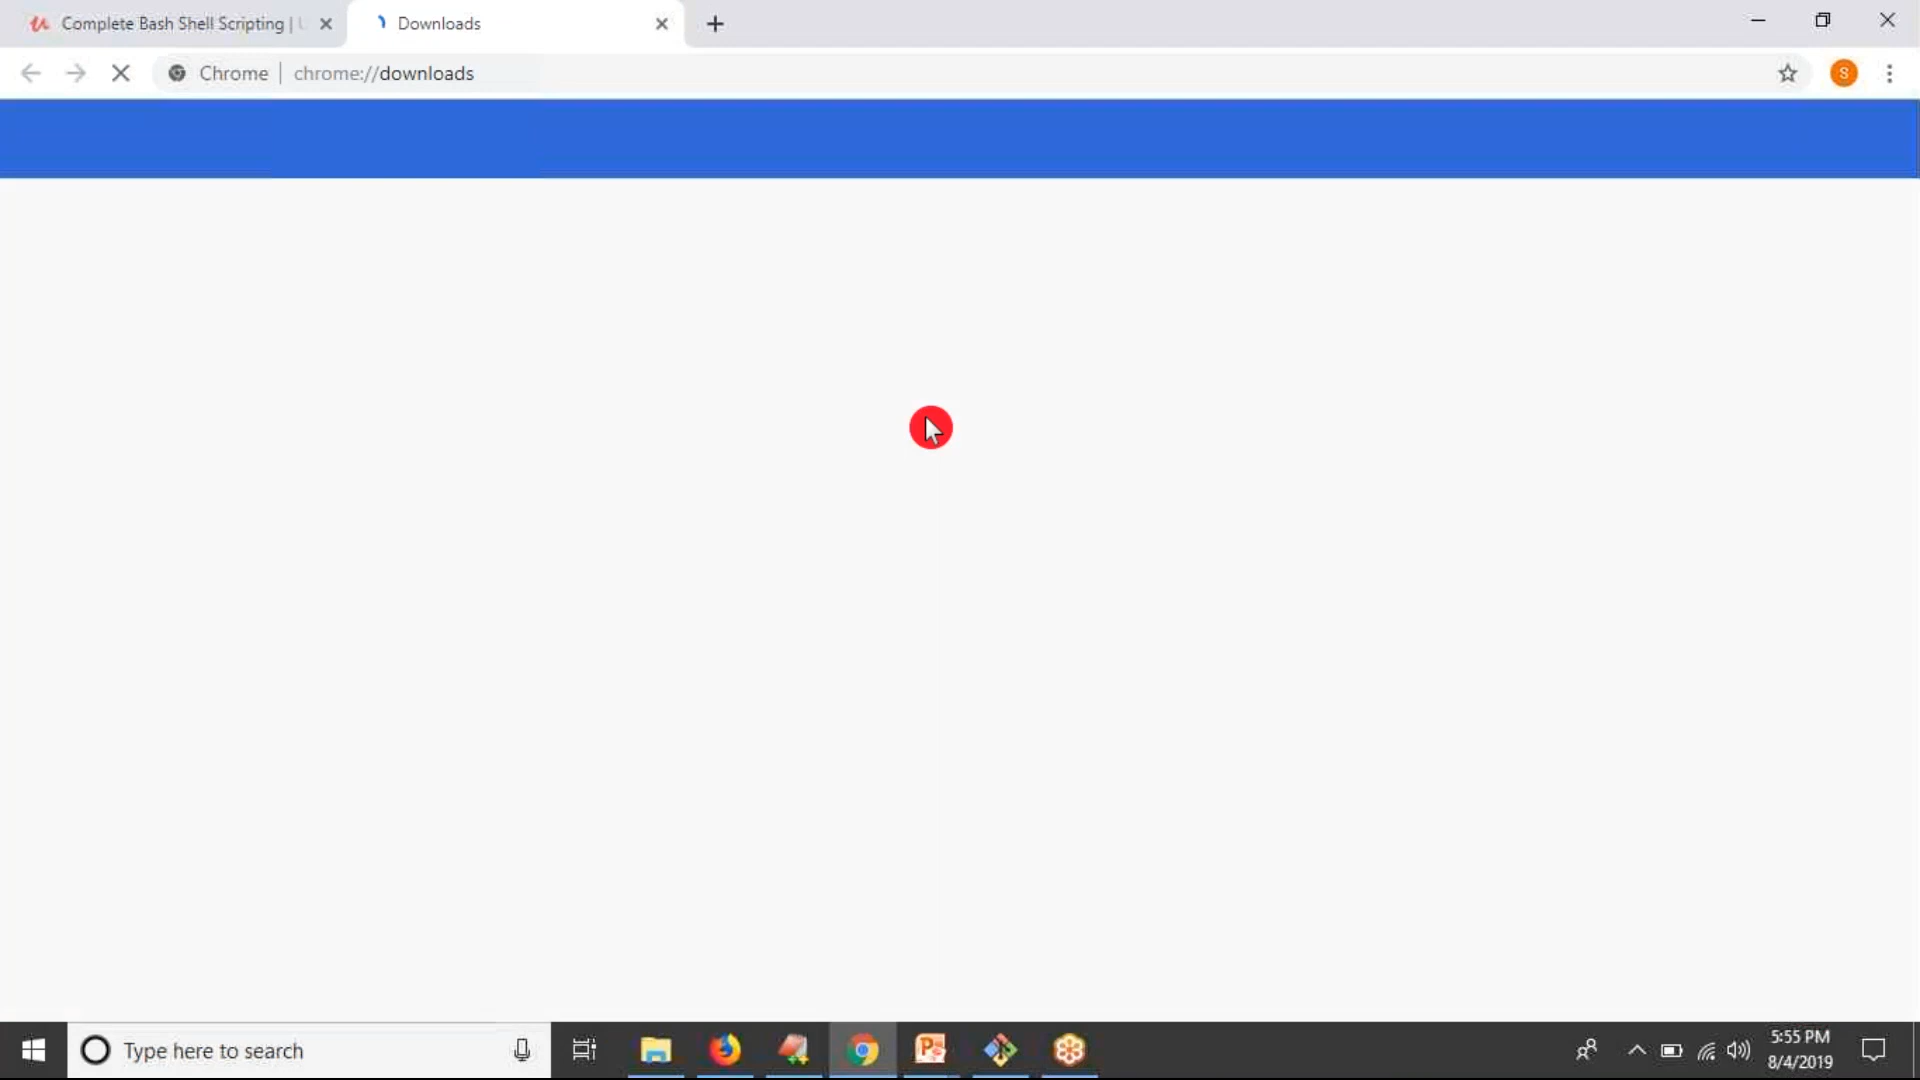 Complete Bash Shell Scripting |
Downloads
Chrome | chrome://downloads
S
Type here to search
5:55 PM
8/4/2019